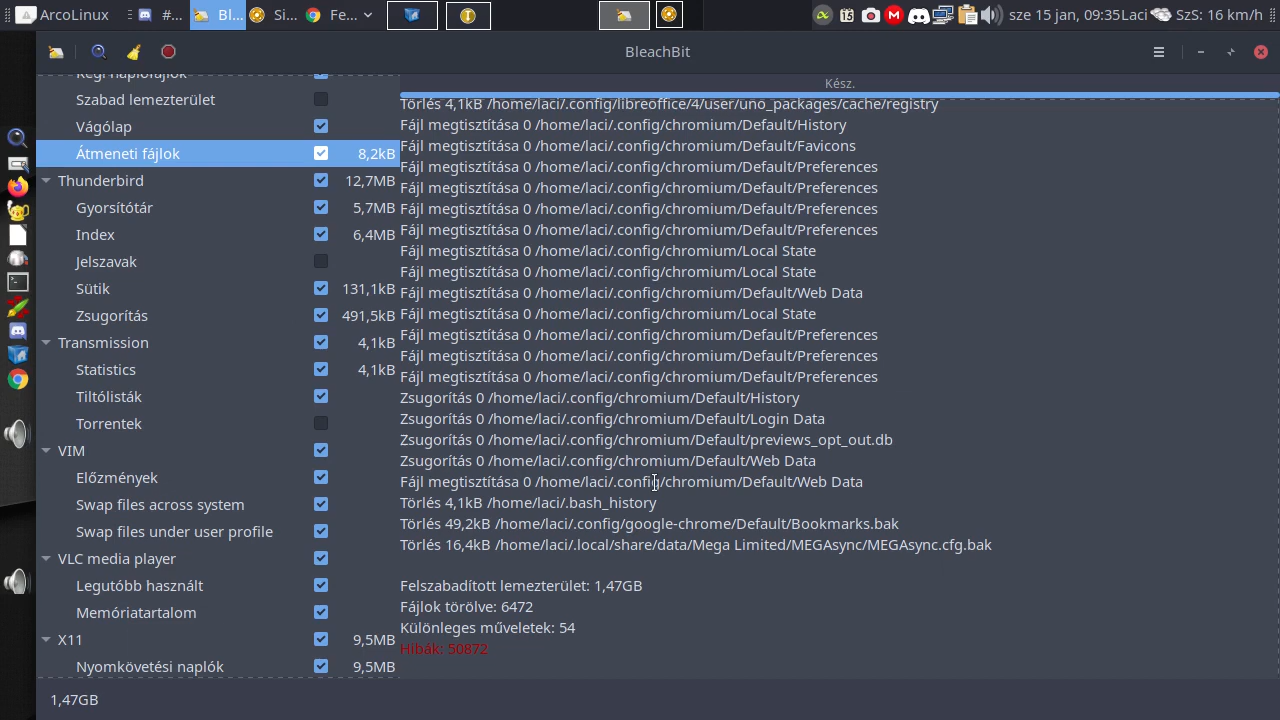 ArcoLinux
#...
Bl...
Si...
Fe...
15
sze 15 jan, 09:35Laci
SzS: 16 km/h
BleachBit
Régi naplófájlok
Szabad lemezterület
Vágólap
Átmeneti fájlok 8,2kB
Thunderbird 12,7MB
Gyorsítótár 5,7MB
Index 6,4MB
Jelszavak
Sütik 131,1kB
Zsugorítás 491,5kB
Transmission 4,1kB
Statistics 4,1kB
Tiltólisták
Torrentek
VIM
Előzmények
Swap files across system
Swap files under user profile
VLC media player
Legutóbb használt
Memóriatartalom
X11 9,5MB
Nyomkövetési naplók 9,5MB
Kész.
Törlés 4,1kB /home/laci/.config/libreoffice/4/user/uno_packages/cache/registry
Fájl megtisztítása 0 /home/laci/.config/chromium/Default/History
Fájl megtisztítása 0 /home/laci/.config/chromium/Default/Favicons
Fájl megtisztítása 0 /home/laci/.config/chromium/Default/Preferences
Fájl megtisztítása 0 /home/laci/.config/chromium/Default/Preferences
Fájl megtisztítása 0 /home/laci/.config/chromium/Default/Preferences
Fájl megtisztítása 0 /home/laci/.config/chromium/Default/Preferences
Fájl megtisztítása 0 /home/laci/.config/chromium/Local State
Fájl megtisztítása 0 /home/laci/.config/chromium/Local State
Fájl megtisztítása 0 /home/laci/.config/chromium/Default/Web Data
Fájl megtisztítása 0 /home/laci/.config/chromium/Local State
Fájl megtisztítása 0 /home/laci/.config/chromium/Default/Preferences
Fájl megtisztítása 0 /home/laci/.config/chromium/Default/Preferences
Fájl megtisztítása 0 /home/laci/.config/chromium/Default/Preferences
Zsugorítás 0 /home/laci/.config/chromium/Default/History
Zsugorítás 0 /home/laci/.config/chromium/Default/Login Data
Zsugorítás 0 /home/laci/.config/chromium/Default/previews_opt_out.db
Zsugorítás 0 /home/laci/.config/chromium/Default/Web Data
Fájl megtisztítása 0 /home/laci/.config/chromium/Default/Web Data
Törlés 4,1kB /home/laci/.bash_history
Törlés 49,2kB /home/laci/.config/google-chrome/Default/Bookmarks.bak
Törlés 16,4kB /home/laci/.local/share/data/Mega Limited/MEGAsync/MEGAsync.cfg.bak
Felszabadított lemezterület: 1,47GB
Fájlok törölve: 6472
Különleges műveletek: 54
Hibák: 50872
1,47GB